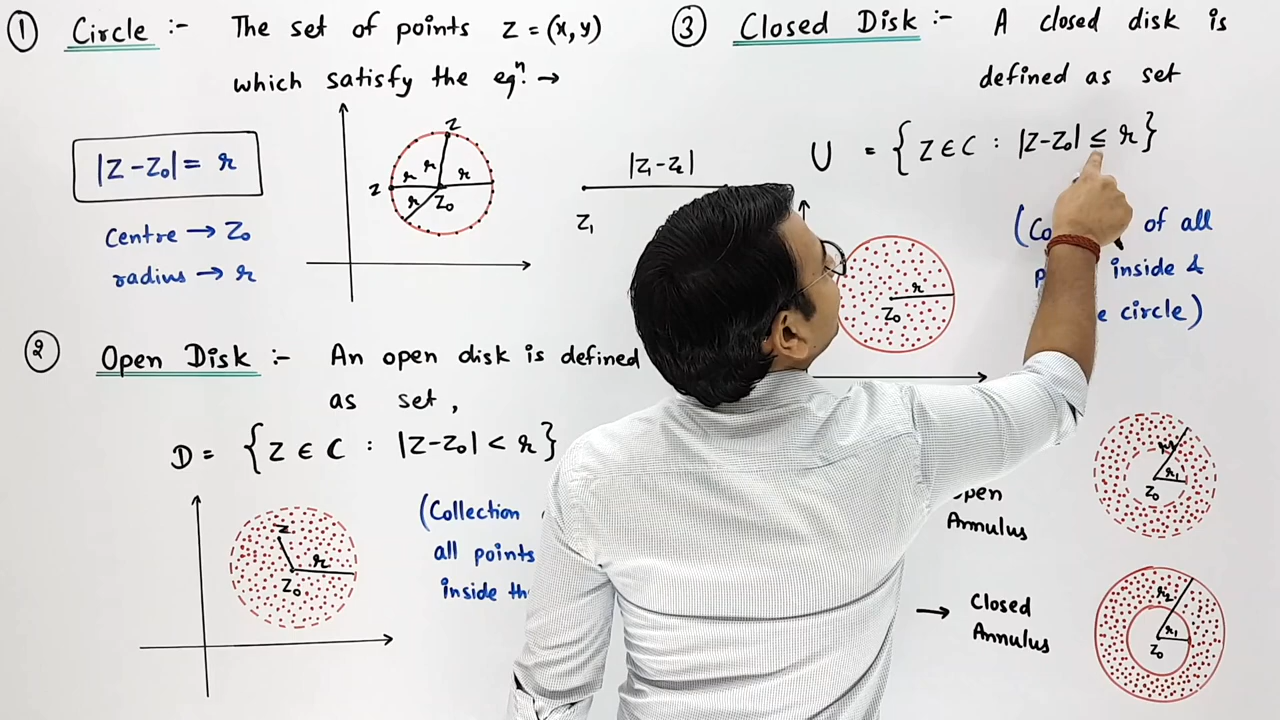 ① Circle :- The set of points z = (x, y)
which satisfy the eqⁿ. →
|z - z₀| = r
Centre → z₀
radius → r
z
z
r
r
r
r
z₀
|z₁ - z₂|
z₁
② Open Disk :- An open disk is defined
as set,
D = { z ∈ C : |z - z₀| < r }
z
r
z₀
(Collection
all points
inside
③ Closed Disk :- A closed disk is
defined as set
U = { z ∈ C : |z - z₀| ≤ r }
r
z₀
of all
inside &
circle)
Open
Annulus
r₁
z₀
→ Closed
Annulus
r₂
r₁
z₀